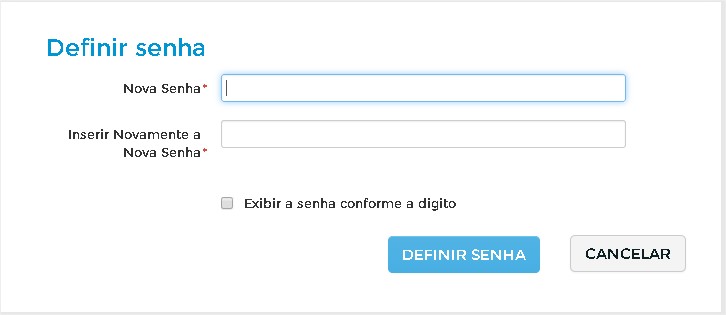 Definir senha
Nova Senha*
Inserir Novamente a
Nova Senha*
Exibir a senha conforme a digito
DEFINIR SENHA
CANCELAR